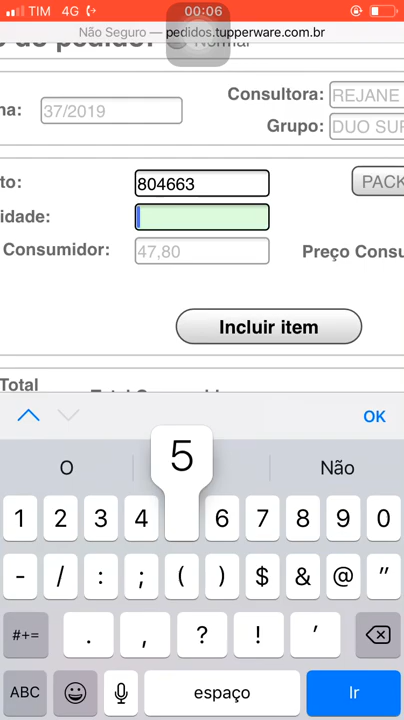 TIM 4G 00:06
Não Seguro — pedidos.tupperware.com.br
Normal
na: 37/2019
Consultora: REJANE
Grupo: DUO SUP
to: 804663 PACK
idade:
Consumidor: 47,80 Preço Consu
Incluir item
Total
OK
O 5 Não
1 2 3 4 6 7 8 9 0
- / : ; ( ) $ & @ "
#+= . , ? ! '
ABC espaço Ir